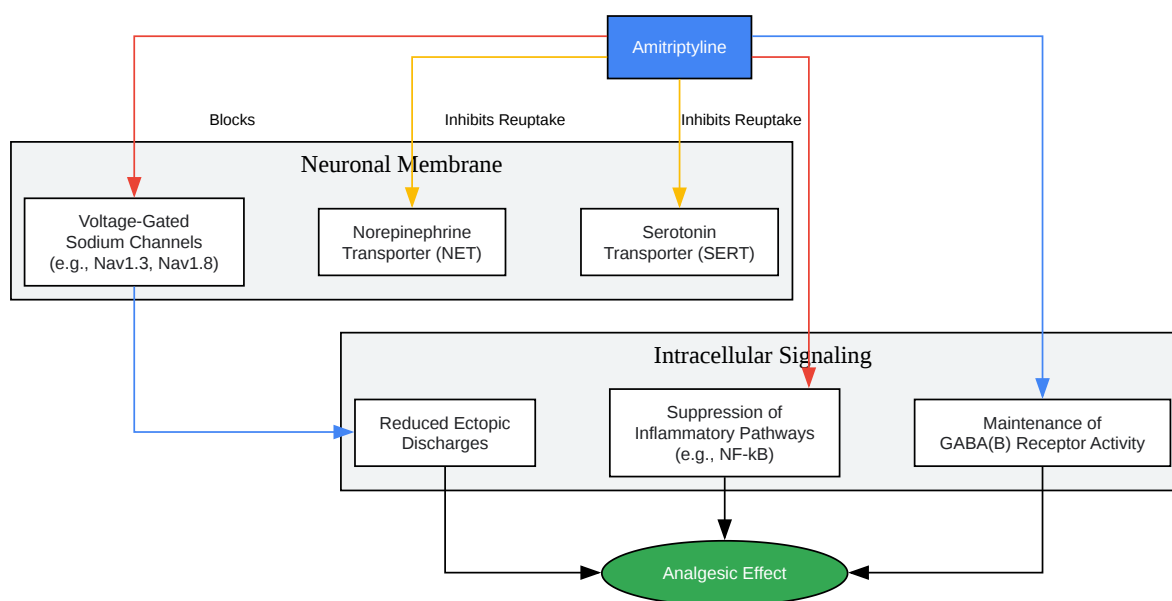 Amitriptyline
Blocks
Inhibits Reuptake
Inhibits Reuptake
Neuronal Membrane
Voltage-Gated
Sodium Channels
(e.g., Nav1.3, Nav1.8)
Norepinephrine
Transporter (NET)
Serotonin
Transporter (SERT)
Intracellular Signaling
Reduced Ectopic
Discharges
Suppression of
Inflammatory Pathways
(e.g., NF-kB)
Maintenance of
GABA(B) Receptor Activity
Analgesic Effect